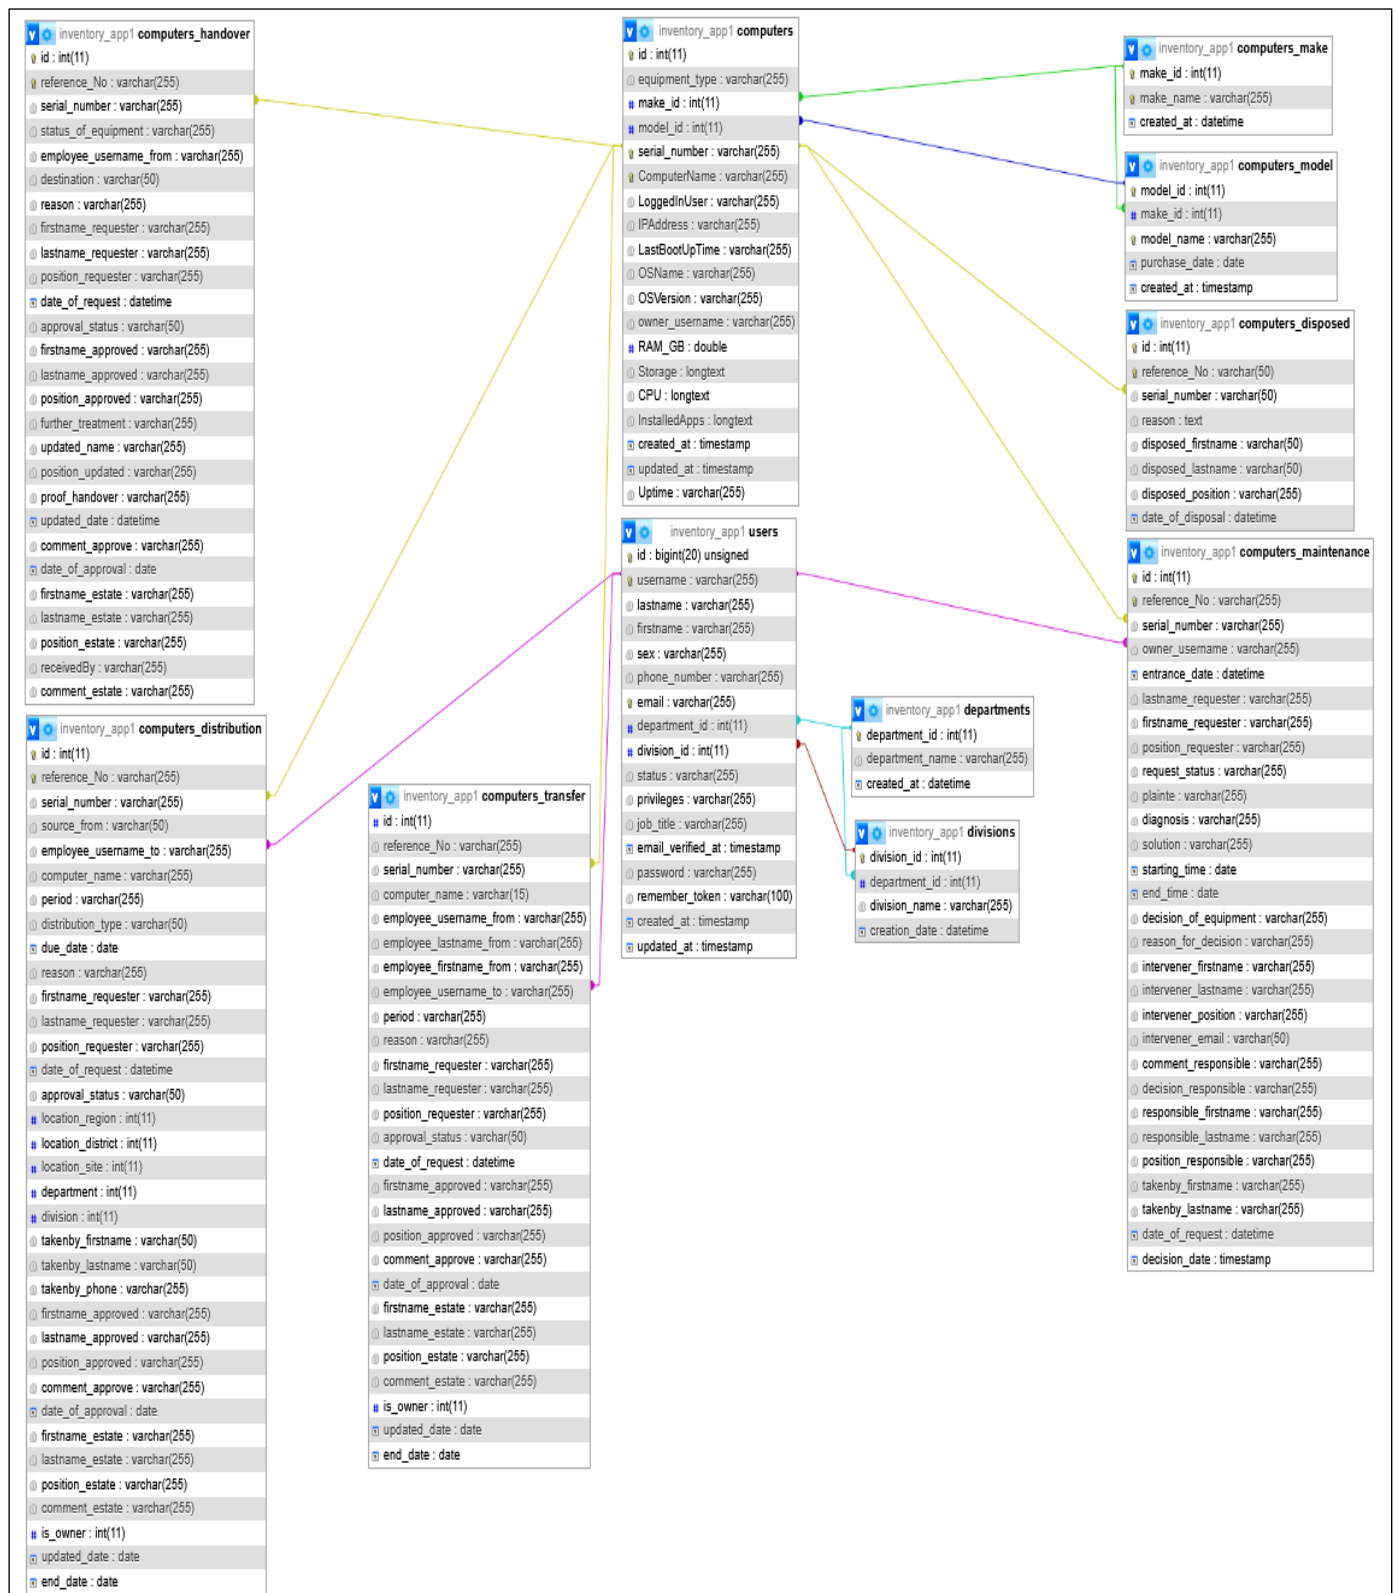 inventory_app1 computers_handover
id : int(11)
reference_No : varchar(255)
serial_number : varchar(255)
status_of_equipment : varchar(255)
employee_username_from : varchar(255)
destination : varchar(50)
reason : varchar(255)
firstname_requester : varchar(255)
lastname_requester : varchar(255)
position_requester : varchar(255)
date_of_request : datetime
approval_status : varchar(50)
firstname_approved : varchar(255)
lastname_approved : varchar(255)
position_approved : varchar(255)
further_treatment : varchar(255)
updated_name : varchar(255)
position_updated : varchar(255)
proof_handover : varchar(255)
updated_date : datetime
comment_approve : varchar(255)
date_of_approval : date
firstname_estate : varchar(255)
lastname_estate : varchar(255)
position_estate : varchar(255)
receivedBy : varchar(255)
comment_estate : varchar(255)
inventory_app1 computers_distribution
id : int(11)
reference_No : varchar(255)
serial_number : varchar(255)
source_from : varchar(50)
employee_username_to : varchar(255)
computer_name : varchar(255)
period : varchar(255)
distribution_type : varchar(50)
due_date : date
reason : varchar(255)
firstname_requester : varchar(255)
lastname_requester : varchar(255)
position_requester : varchar(255)
date_of_request : datetime
approval_status : varchar(50)
location_region : int(11)
location_district : int(11)
location_site : int(11)
department : int(11)
division : int(11)
takenby_firstname : varchar(50)
takenby_lastname : varchar(50)
takenby_phone : varchar(255)
firstname_approved : varchar(255)
lastname_approved : varchar(255)
position_approved : varchar(255)
comment_approve : varchar(255)
date_of_approval : date
firstname_estate : varchar(255)
lastname_estate : varchar(255)
position_estate : varchar(255)
comment_estate : varchar(255)
is_owner : int(11)
updated_date : date
end_date : date
inventory_app1 computers_transfer
id : int(11)
reference_No : varchar(255)
serial_number : varchar(255)
computer_name : varchar(15)
employee_username_from : varchar(255)
employee_lastname_from : varchar(255)
employee_firstname_from : varchar(255)
employee_username_to : varchar(255)
period : varchar(255)
reason : varchar(255)
firstname_requester : varchar(255)
lastname_requester : varchar(255)
position_requester : varchar(255)
approval_status : varchar(50)
date_of_request : datetime
firstname_approved : varchar(255)
lastname_approved : varchar(255)
position_approved : varchar(255)
comment_approve : varchar(255)
date_of_approval : date
firstname_estate : varchar(255)
lastname_estate : varchar(255)
position_estate : varchar(255)
comment_estate : varchar(255)
is_owner : int(11)
updated_date : date
end_date : date
inventory_app1 computers
id : int(11)
equipment_type : varchar(255)
make_id : int(11)
model_id : int(11)
serial_number : varchar(255)
ComputerName : varchar(255)
LoggedInUser : varchar(255)
IPAddress : varchar(255)
LastBootUpTime : varchar(255)
OSName : varchar(255)
OSVersion : varchar(255)
owner_username : varchar(255)
RAM_GB : double
Storage : longtext
CPU : longtext
InstalledApps : longtext
created_at : timestamp
updated_at : timestamp
Uptime : varchar(255)
inventory_app1 users
id : bigint(20) unsigned
username : varchar(255)
lastname : varchar(255)
firstname : varchar(255)
sex : varchar(255)
phone_number : varchar(255)
email : varchar(255)
department_id : int(11)
division_id : int(11)
status : varchar(255)
privileges : varchar(255)
job_title : varchar(255)
email_verified_at : timestamp
password : varchar(255)
remember_token : varchar(100)
created_at : timestamp
updated_at : timestamp
inventory_app1 departments
department_id : int(11)
department_name : varchar(255)
created_at : datetime
inventory_app1 divisions
division_id : int(11)
department_id : int(11)
division_name : varchar(255)
creation_date : datetime
inventory_app1 computers_make
make_id : int(11)
make_name : varchar(255)
created_at : datetime
inventory_app1 computers_model
model_id : int(11)
make_id : int(11)
model_name : varchar(255)
purchase_date : date
created_at : timestamp
inventory_app1 computers_disposed
id : int(11)
reference_No : varchar(50)
serial_number : varchar(50)
reason : text
disposed_firstname : varchar(50)
disposed_lastname : varchar(50)
disposed_position : varchar(255)
date_of_disposal : datetime
inventory_app1 computers_maintenance
id : int(11)
reference_No : varchar(255)
serial_number : varchar(255)
owner_username : varchar(255)
entrance_date : datetime
lastname_requester : varchar(255)
firstname_requester : varchar(255)
position_requester : varchar(255)
request_status : varchar(255)
plainte : varchar(255)
diagnosis : varchar(255)
solution : varchar(255)
starting_time : date
end_time : date
decision_of_equipment : varchar(255)
reason_for_decision : varchar(255)
intervener_firstname : varchar(255)
intervener_lastname : varchar(255)
intervener_position : varchar(255)
intervener_email : varchar(50)
comment_responsible : varchar(255)
decision_responsible : varchar(255)
responsible_firstname : varchar(255)
responsible_lastname : varchar(255)
position_responsible : varchar(255)
takenby_firstname : varchar(255)
takenby_lastname : varchar(255)
date_of_request : datetime
decision_date : timestamp